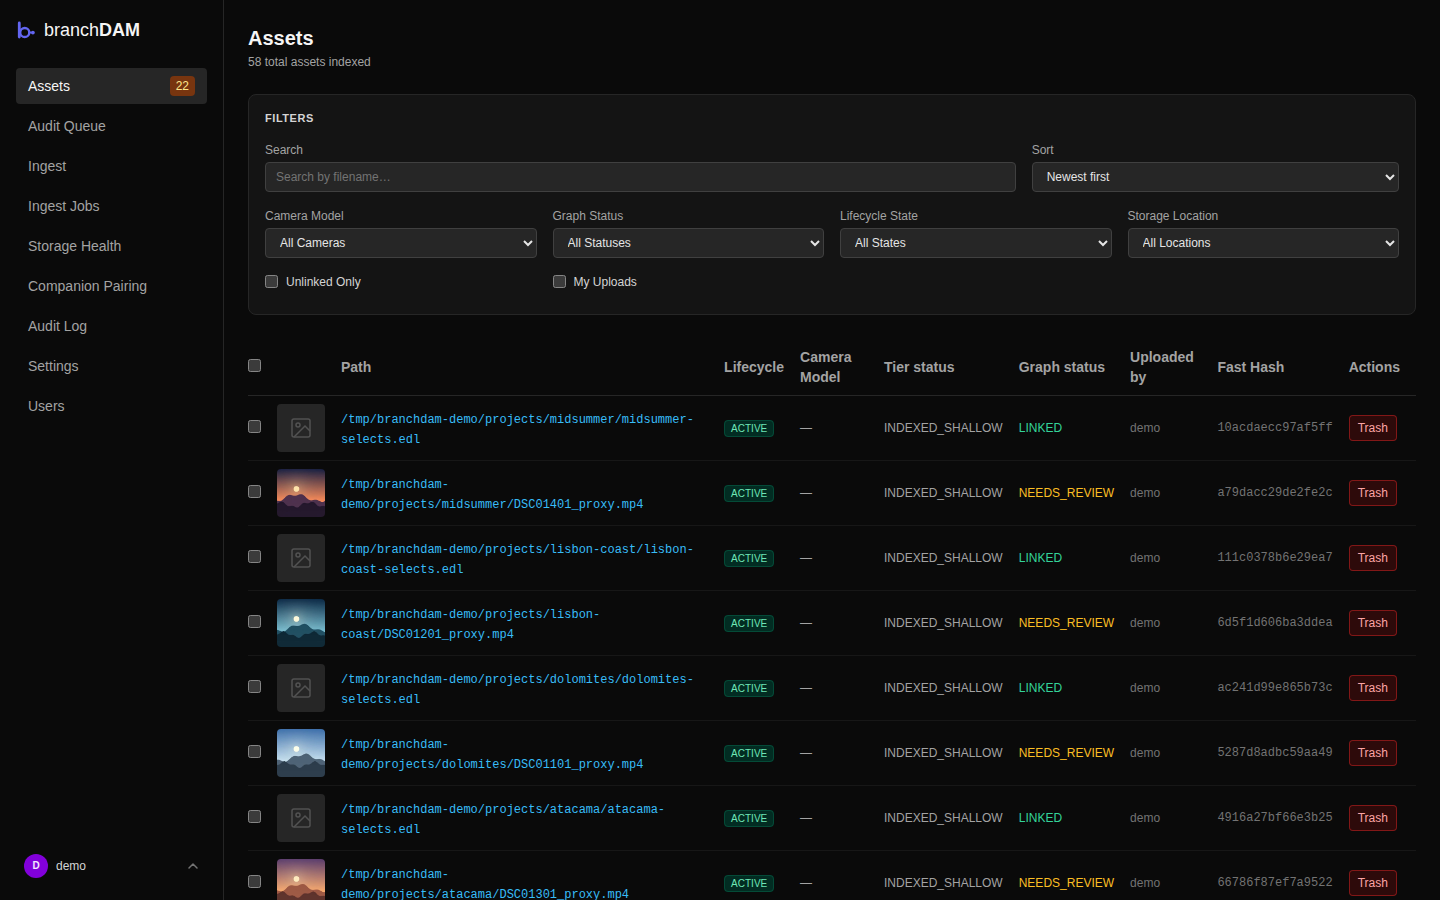 branchDAM
Assets 22
Audit Queue
Ingest
Ingest Jobs
Storage Health
Companion Pairing
Audit Log
Settings
Users
D demo
Assets
58 total assets indexed
FILTERS
Search Sort
Search by filename… Newest first
Camera Model Graph Status Lifecycle State Storage Location
All Cameras All Statuses All States All Locations
Unlinked Only My Uploads
Path Lifecycle Camera Model Tier status Graph status Uploaded by Fast Hash Actions
/tmp/branchdam-demo/projects/midsummer/midsummer-
selects.edl ACTIVE — INDEXED_SHALLOW LINKED demo 10acdaecc97af5ff Trash
/tmp/branchdam-
demo/projects/midsummer/DSC01401_proxy.mp4 ACTIVE — INDEXED_SHALLOW NEEDS_REVIEW demo a79dacc29de2fe2c Trash
/tmp/branchdam-demo/projects/lisbon-coast/lisbon-
coast-selects.edl ACTIVE — INDEXED_SHALLOW LINKED demo 111c0378b6e29ea7 Trash
/tmp/branchdam-demo/projects/lisbon-
coast/DSC01201_proxy.mp4 ACTIVE — INDEXED_SHALLOW NEEDS_REVIEW demo 6d5f1d606ba3ddea Trash
/tmp/branchdam-demo/projects/dolomites/dolomites-
selects.edl ACTIVE — INDEXED_SHALLOW LINKED demo ac241d99e865b73c Trash
/tmp/branchdam-
demo/projects/dolomites/DSC01101_proxy.mp4 ACTIVE — INDEXED_SHALLOW NEEDS_REVIEW demo 5287d8adbc59aa49 Trash
/tmp/branchdam-demo/projects/atacama/atacama-
selects.edl ACTIVE — INDEXED_SHALLOW LINKED demo 4916a27bf66e3b25 Trash
/tmp/branchdam-
demo/projects/atacama/DSC01301_proxy.mp4 ACTIVE — INDEXED_SHALLOW NEEDS_REVIEW demo 66786f87ef7a9522 Trash